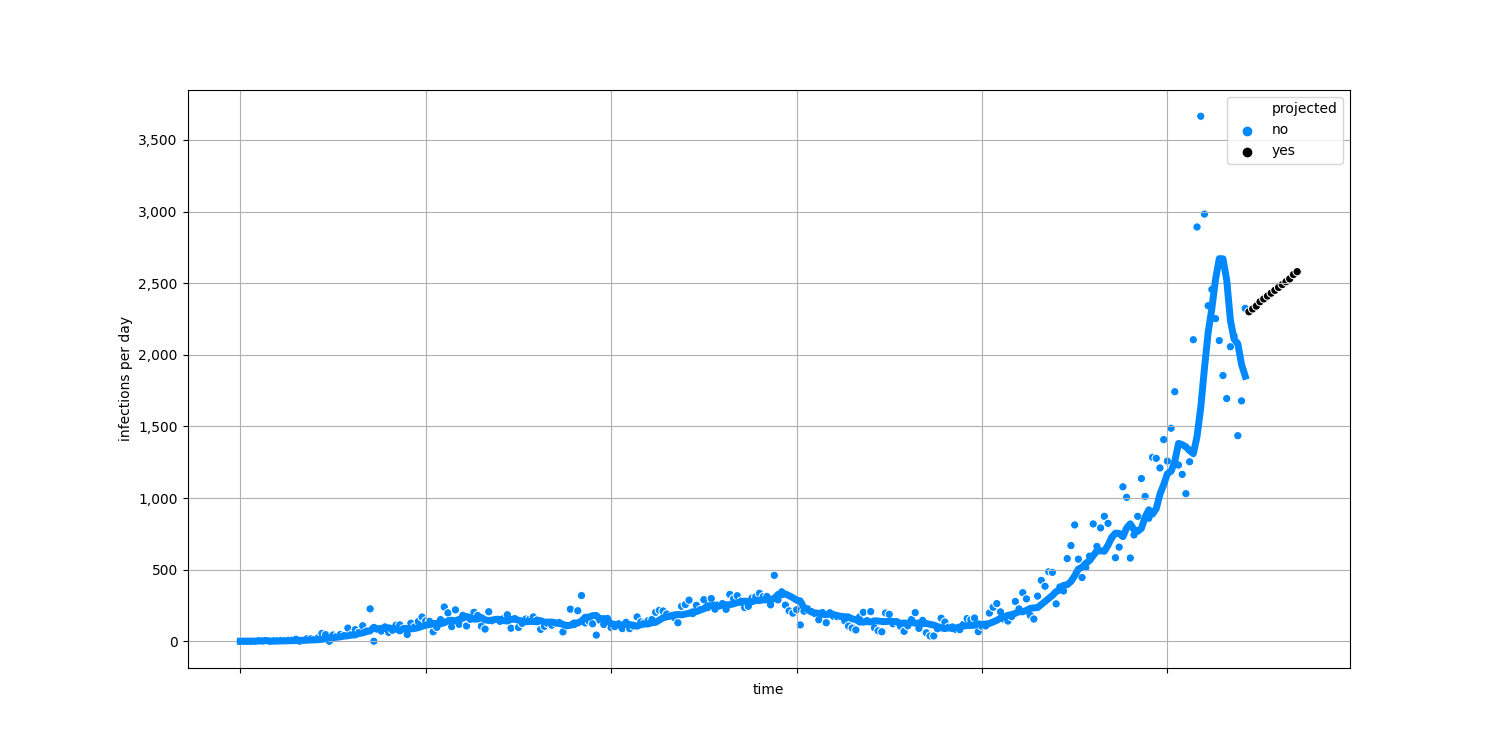 projected
no
yes
3,500
3,000
2,500
2,000
1,500
1,000
500
0
infections per day
time